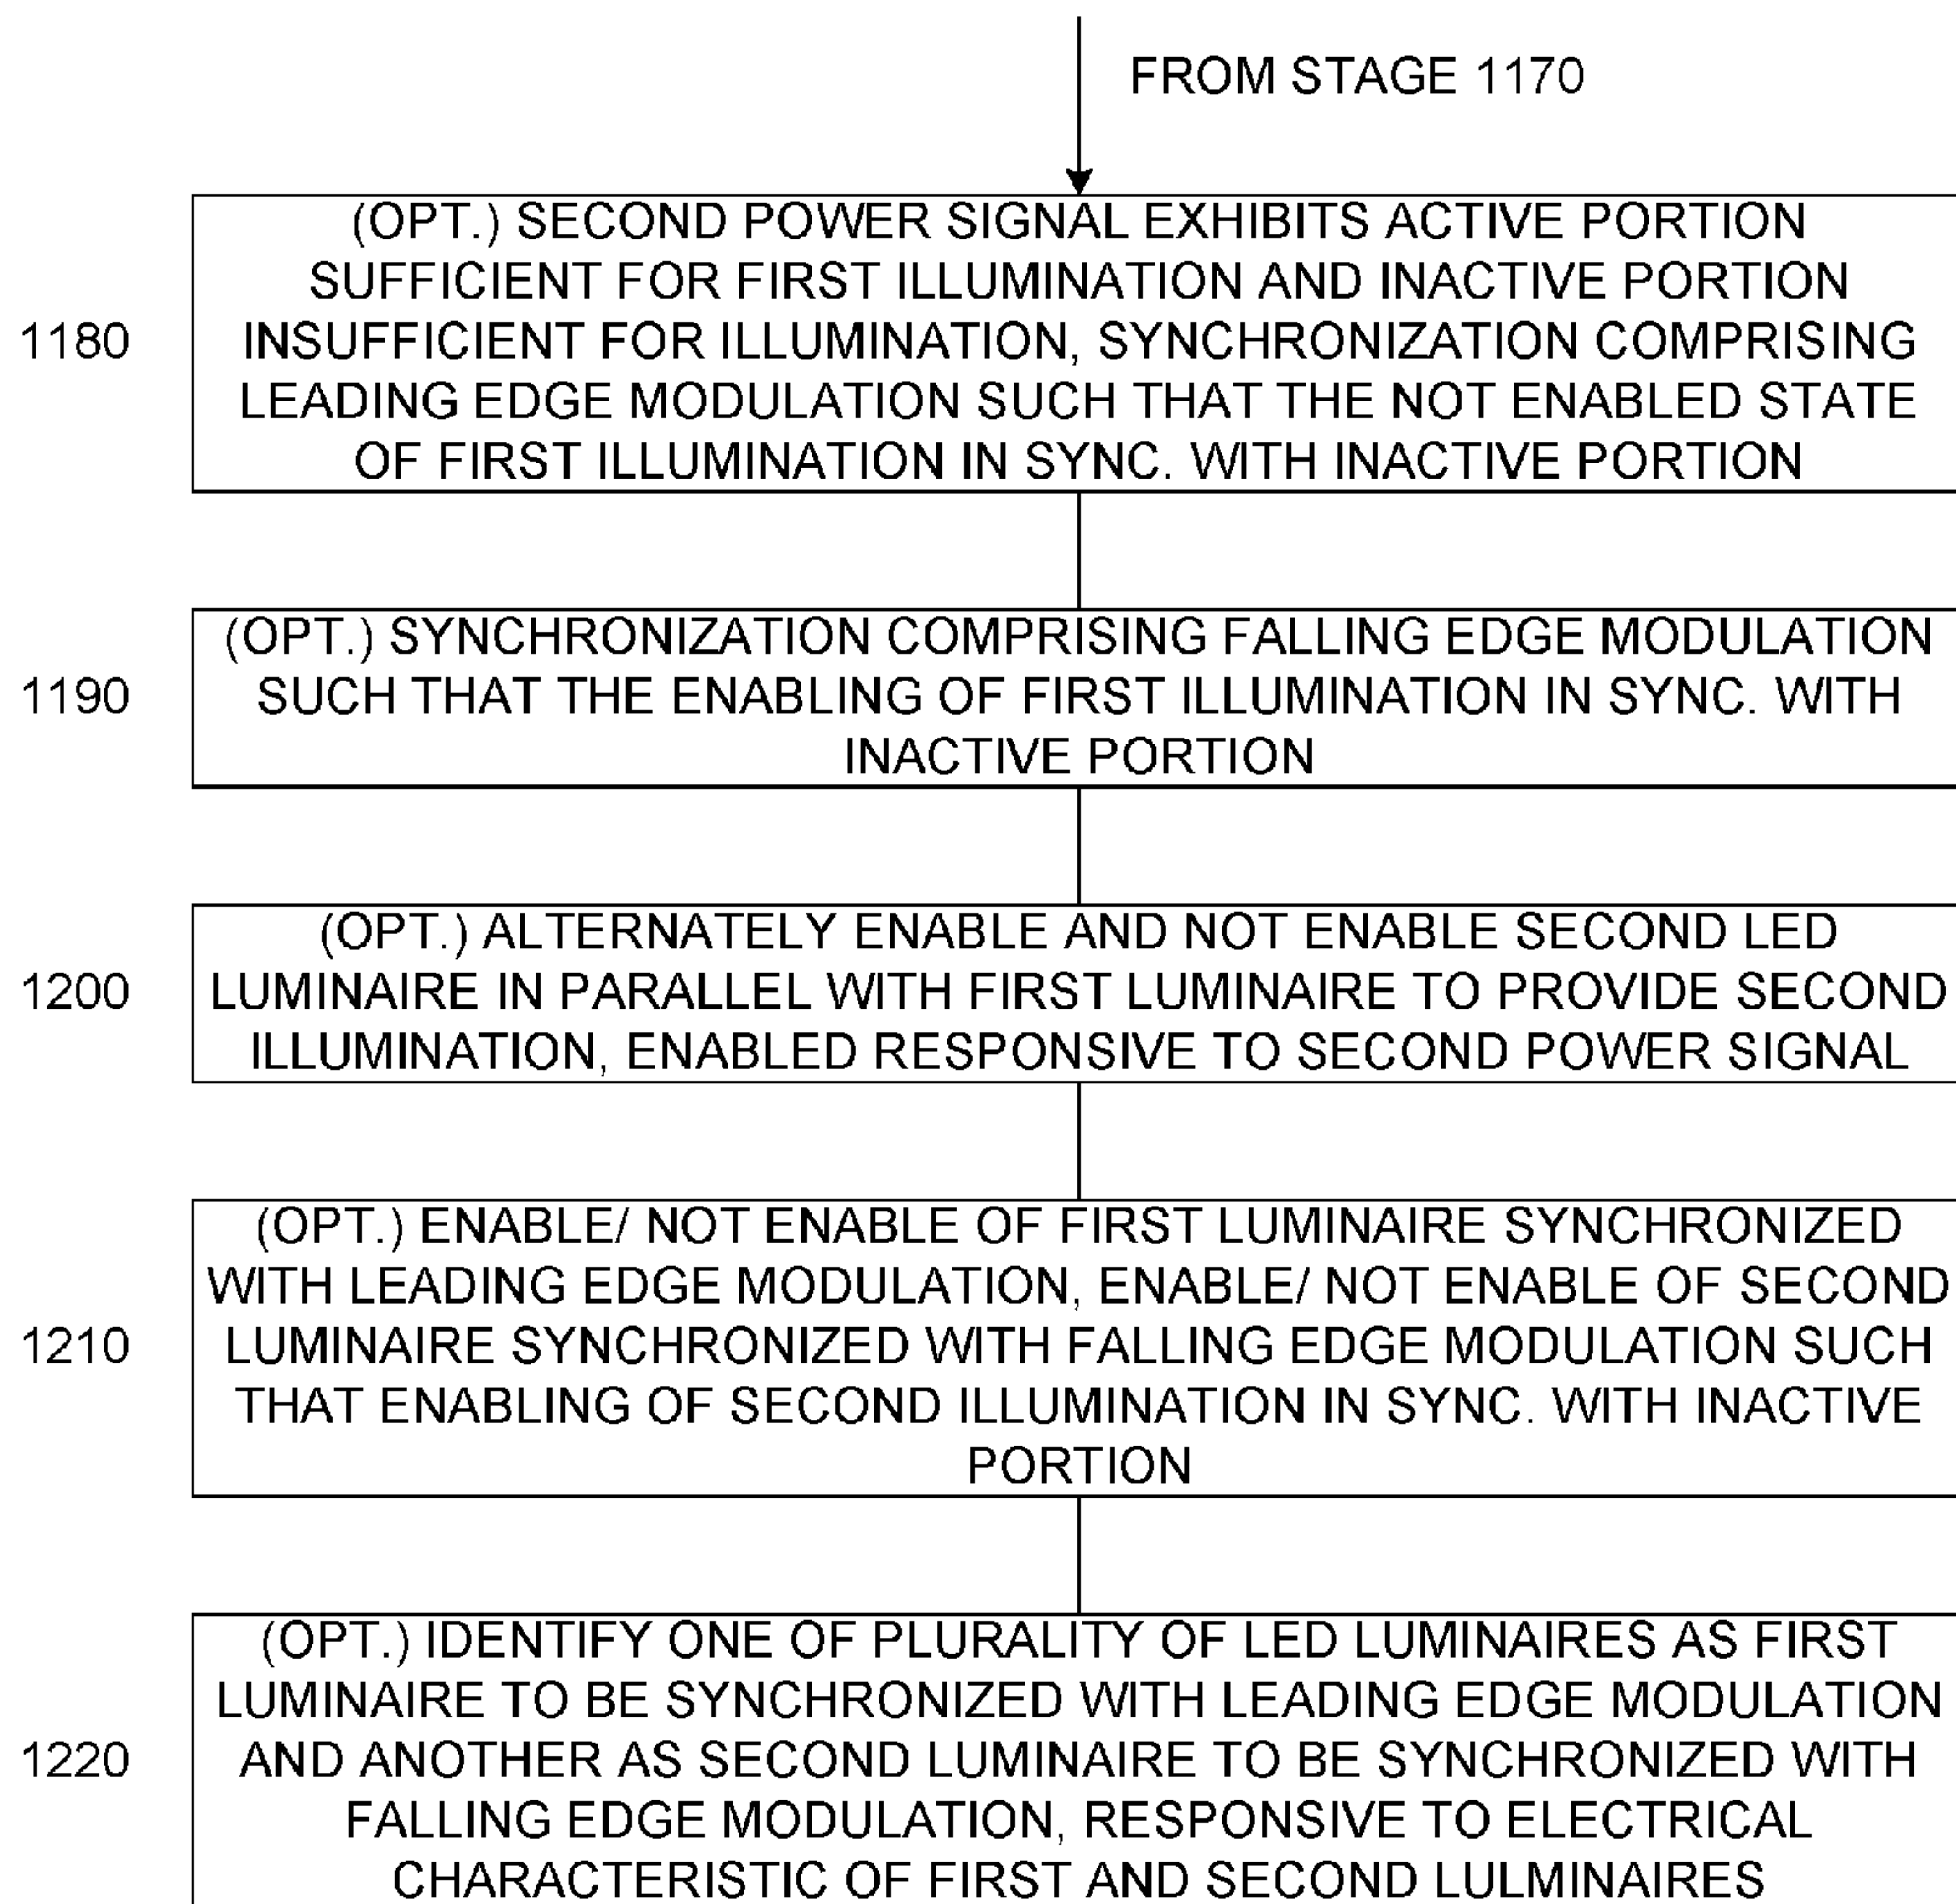 FROM STAGE 1170
(OPT.) SECOND POWER SIGNAL EXHIBITS ACTIVE PORTION
SUFFICIENT FOR FIRST ILLUMINATION AND INACTIVE PORTION
1180
INSUFFICIENT FOR ILLUMINATION, SYNCHRONIZATION COMPRISING
LEADING EDGE MODULATION SUCH THAT THE NOT ENABLED STATE
OF FIRST ILLUMINATION IN SYNC. WITH INACTIVE PORTION
(OPT.) SYNCHRONIZATION COMPRISING FALLING EDGE MODULATION
1190
SUCH THAT THE ENABLING OF FIRST ILLUMINATION IN SYNC. WITH
INACTIVE PORTION
(OPT.) ALTERNATELY ENABLE AND NOT ENABLE SECOND LED
1200
LUMINAIRE IN PARALLEL WITH FIRST LUMINAIRE TO PROVIDE SECOND
ILLUMINATION, ENABLED RESPONSIVE TO SECOND POWER SIGNAL
(OPT.) ENABLE/ NOT ENABLE OF FIRST LUMINAIRE SYNCHRONIZED
WITH LEADING EDGE MODULATION, ENABLE/ NOT ENABLE OF SECOND
1210
LUMINAIRE SYNCHRONIZED WITH FALLING EDGE MODULATION SUCH
THAT ENABLING OF SECOND ILLUMINATION IN SYNC. WITH INACTIVE
PORTION
(OPT.) IDENTIFY ONE OF PLURALITY OF LED LUMINAIRES AS FIRST
LUMINAIRE TO BE SYNCHRONIZED WITH LEADING EDGE MODULATION
1220
AND ANOTHER AS SECOND LUMINAIRE TO BE SYNCHRONIZED WITH
FALLING EDGE MODULATION, RESPONSIVE TO ELECTRICAL
CHARACTERISTIC OF FIRST AND SECOND LULMINAIRES